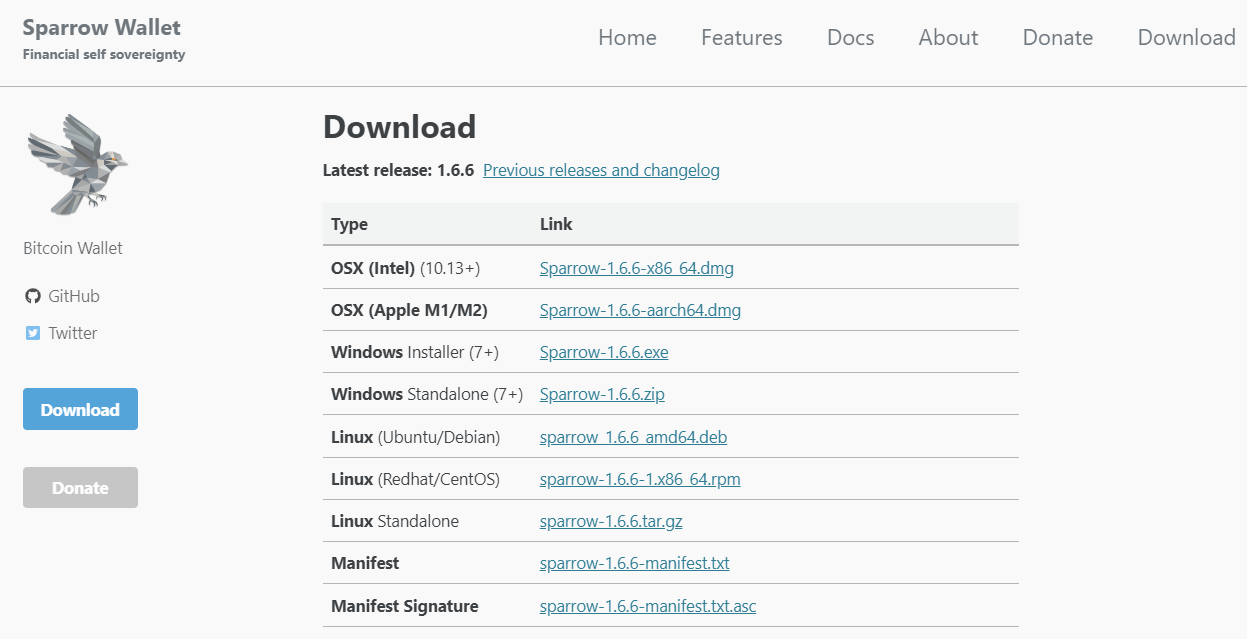 Sparrow Wallet
Financial self sovereignty
Home Features Docs About Donate Download
Bitcoin Wallet
GitHub
Twitter
Download
Donate
Download
Latest release: 1.6.6 Previous releases and changelog
Type Link
OSX (Intel) (10.13+) Sparrow-1.6.6-x86_64.dmg
OSX (Apple M1/M2) Sparrow-1.6.6-aarch64.dmg
Windows Installer (7+) Sparrow-1.6.6.exe
Windows Standalone (7+) Sparrow-1.6.6.zip
Linux (Ubuntu/Debian) sparrow_1.6.6_amd64.deb
Linux (Redhat/CentOS) sparrow-1.6.6-1.x86_64.rpm
Linux Standalone sparrow-1.6.6.tar.gz
Manifest sparrow-1.6.6-manifest.txt
Manifest Signature sparrow-1.6.6-manifest.txt.asc